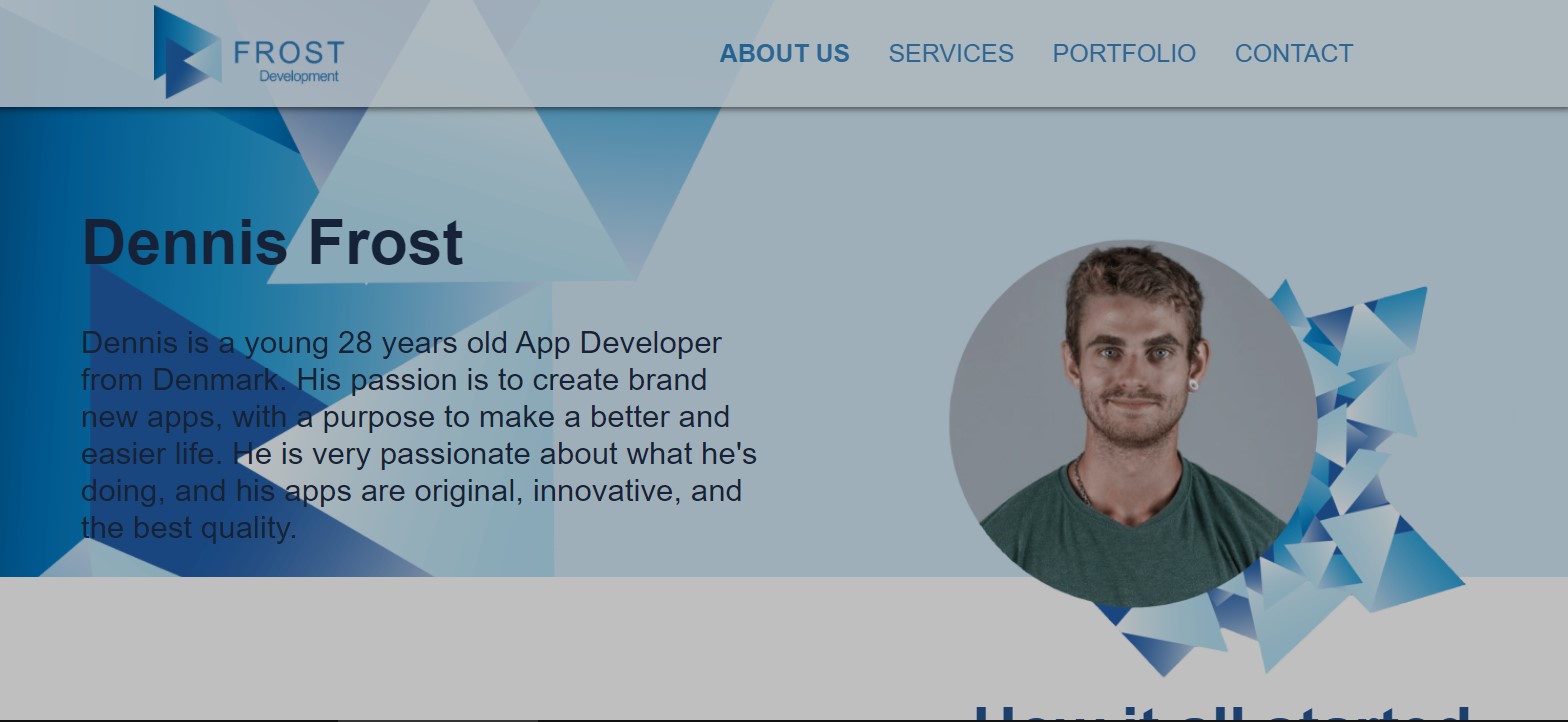 FROST
Development
ABOUT US SERVICES PORTFOLIO CONTACT
Dennis Frost
Dennis is a young 28 years old App Developer
from Denmark. His passion is to create brand
new apps, with a purpose to make a better and
easier life. He is very passionate about what he's
doing, and his apps are original, innovative, and
the best quality.
How it all started